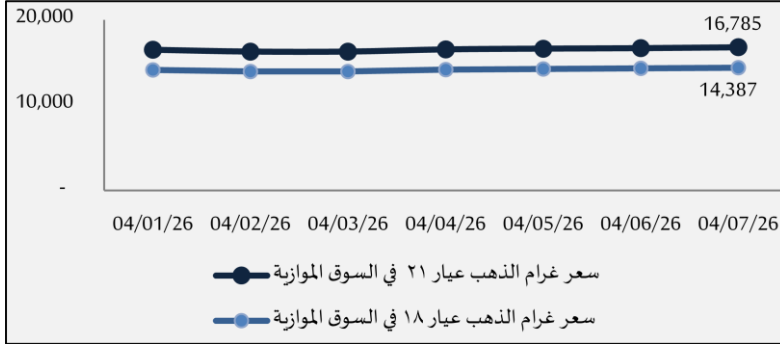 20,000
16,785
10,000
14,387
-
04/01/26 04/02/26 04/03/26 04/04/26 04/05/26 04/06/26 04/07/26
سعر غرام الذهب عيار ٢١ في السوق الموازية
سعر غرام الذهب عيار ١٨ في السوق الموازية